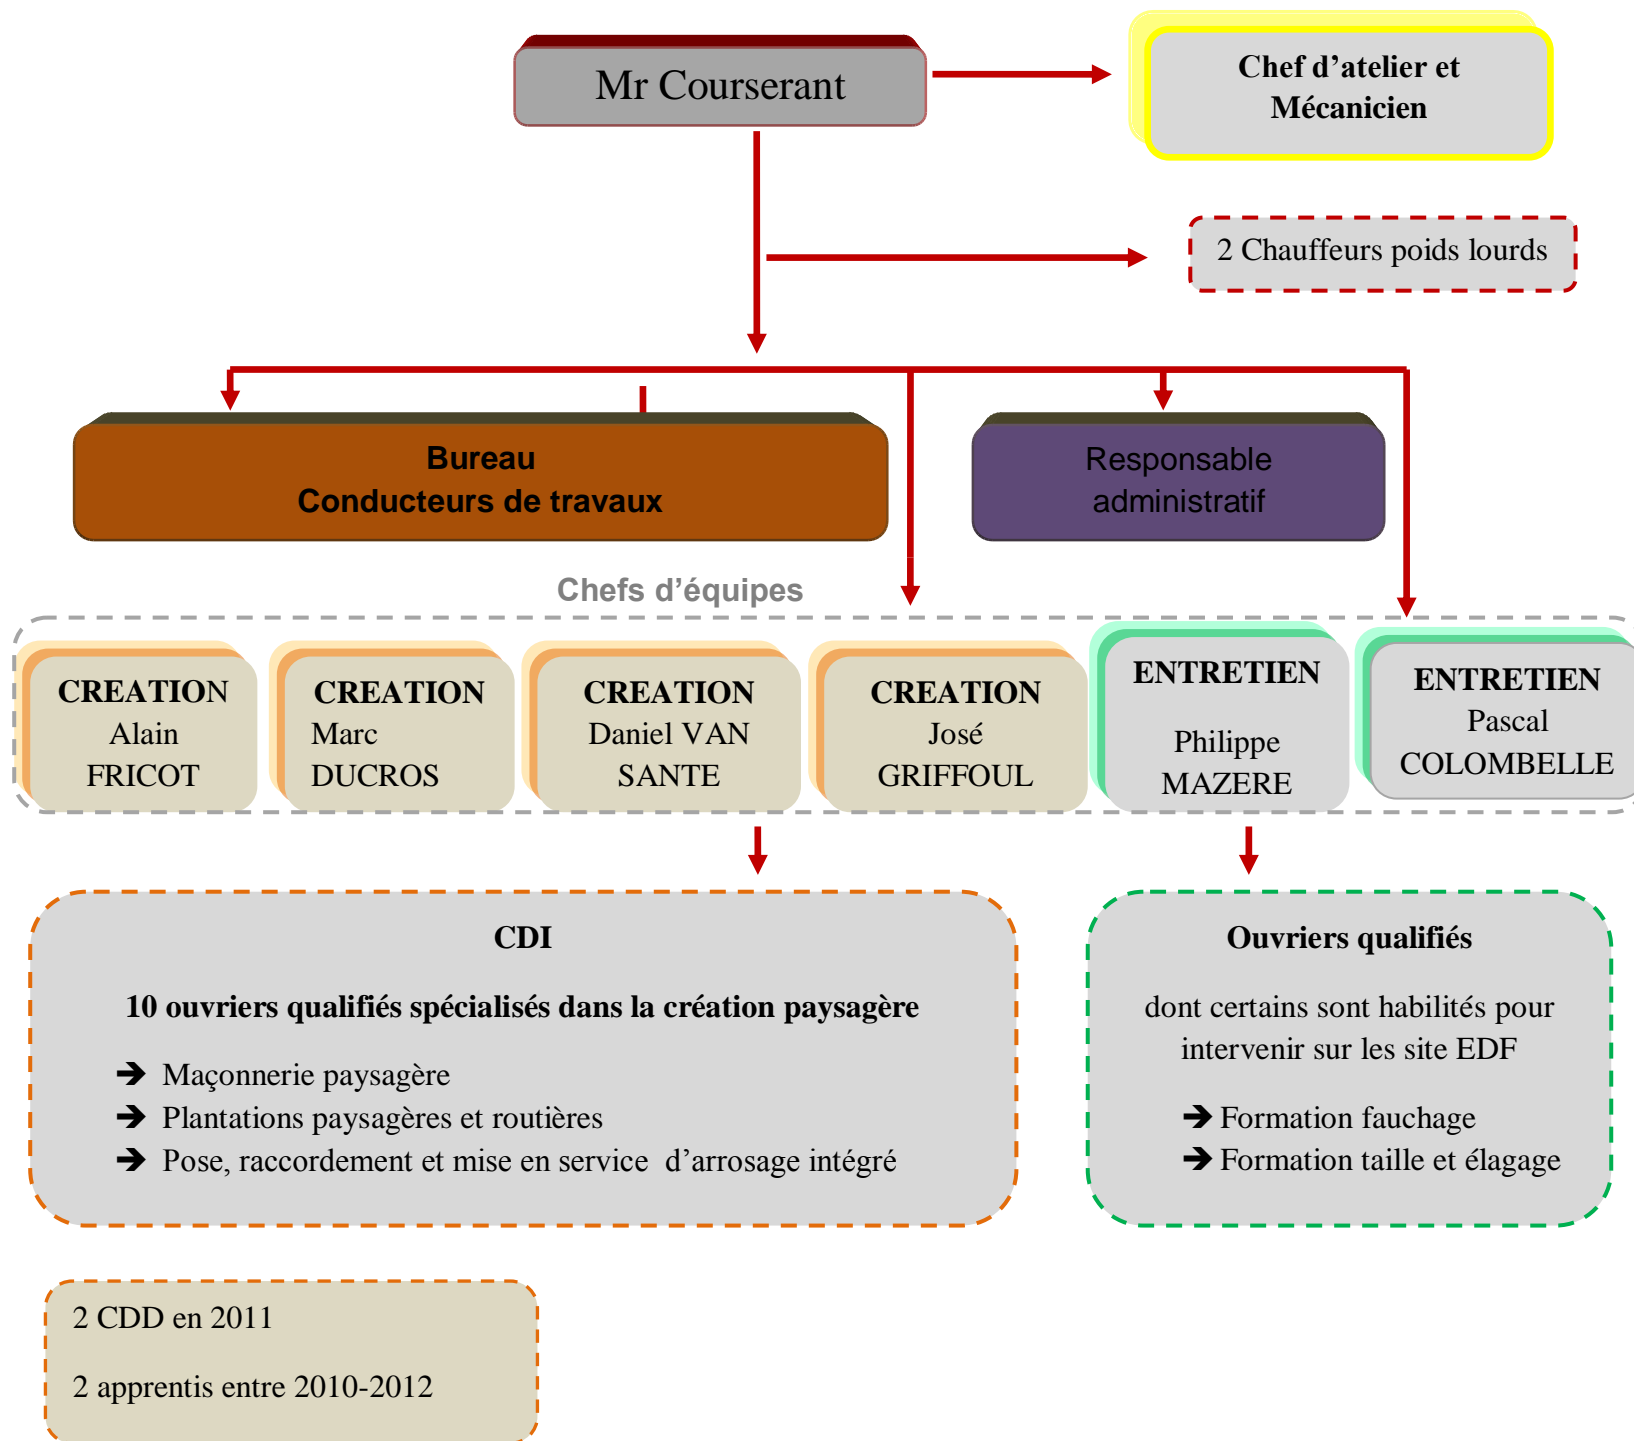 Mr Courserant
Chef d’atelier et
Mécanicien
2 Chauffeurs poids lourds
Bureau
Conducteurs de travaux
Responsable
administratif
Chefs d’équipes
CREATION
Alain
FRICOT
CREATION
Marc
DUCROS
CREATION
Daniel VAN
SANTE
CREATION
José
GRIFFOUL
ENTRETIEN
Philippe
MAZERE
ENTRETIEN
Pascal
COLOMBELLE
CDI
10 ouvriers qualifiés spécialisés dans la création paysagère
➔ Maçonnerie paysagère
➔ Plantations paysagères et routières
➔ Pose, raccordement et mise en service d’arrosage intégré
Ouvriers qualifiés
dont certains sont habilités pour
intervenir sur les site EDF
➔ Formation fauchage
➔ Formation taille et élagage
2 CDD en 2011
2 apprentis entre 2010-2012